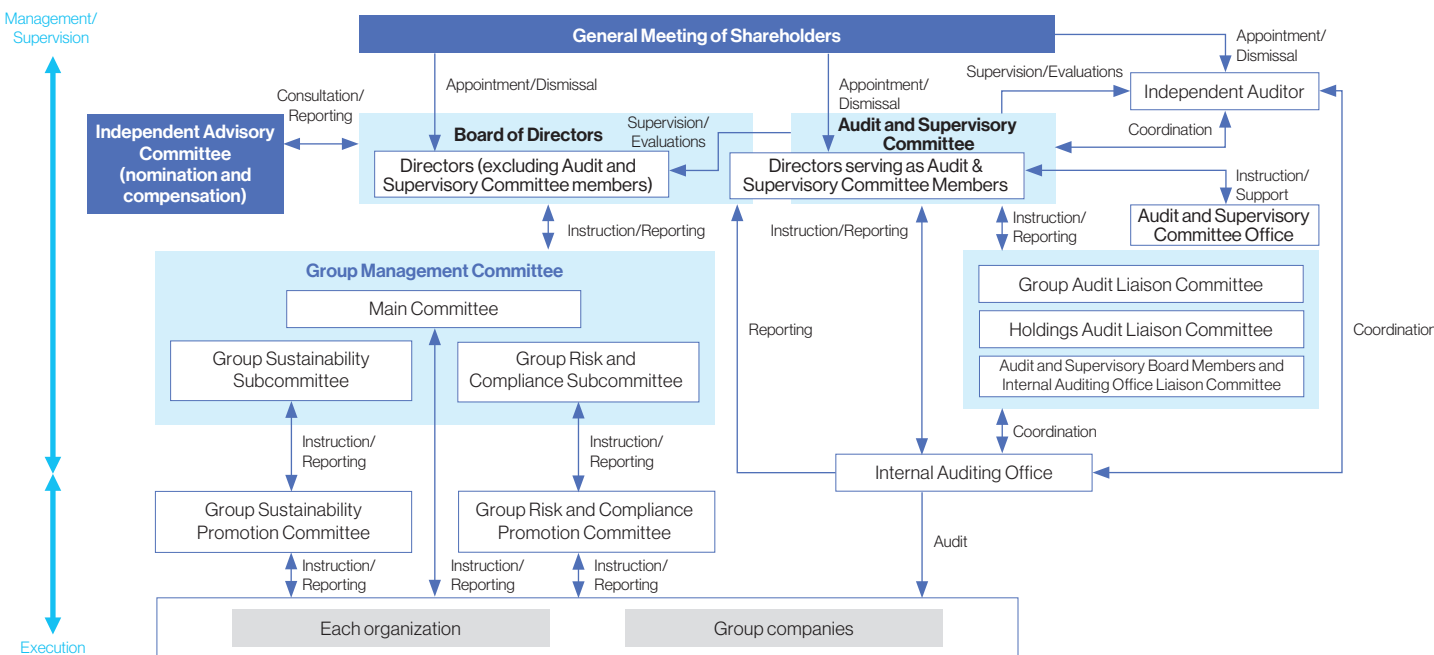 Management/
Supervision
General Meeting of Shareholders
Appointment/
Dismissal
Supervision/Evaluations
Appointment/Dismissal
Appointment/
Dismissal
Independent Auditor
Consultation/
Reporting
Coordination
Independent Advisory
Committee
(nomination and
compensation)
Board of Directors
Supervision/
Evaluations
Audit and Supervisory
Committee
Directors (excluding Audit and
Supervisory Committee members)
Directors serving as Audit &
Supervisory Committee Members
Instruction/
Support
Audit and Supervisory
Committee Office
Instruction/Reporting
Instruction/Reporting
Instruction/
Reporting
Group Management Committee
Main Committee
Group Sustainability
Subcommittee
Group Risk and
Compliance Subcommittee
Reporting
Group Audit Liaison Committee
Holdings Audit Liaison Committee
Audit and Supervisory Board Members and
Internal Auditing Office Liaison Committee
Coordination
Instruction/
Reporting
Instruction/
Reporting
Coordination
Internal Auditing Office
Group Sustainability
Promotion Committee
Group Risk and Compliance
Promotion Committee
Audit
Instruction/
Reporting
Instruction/
Reporting
Instruction/
Reporting
Each organization
Group companies
Execution